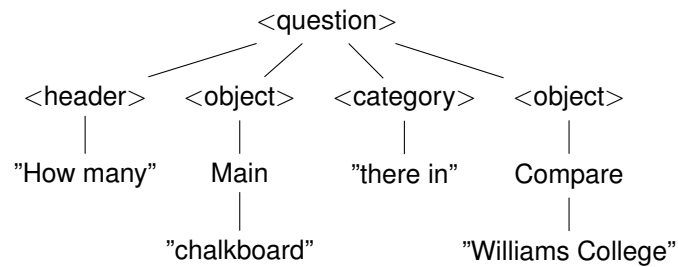 <question>
<header> <object> <category> <object>
"How many" Main "there in" Compare
"chalkboard" "Williams College"